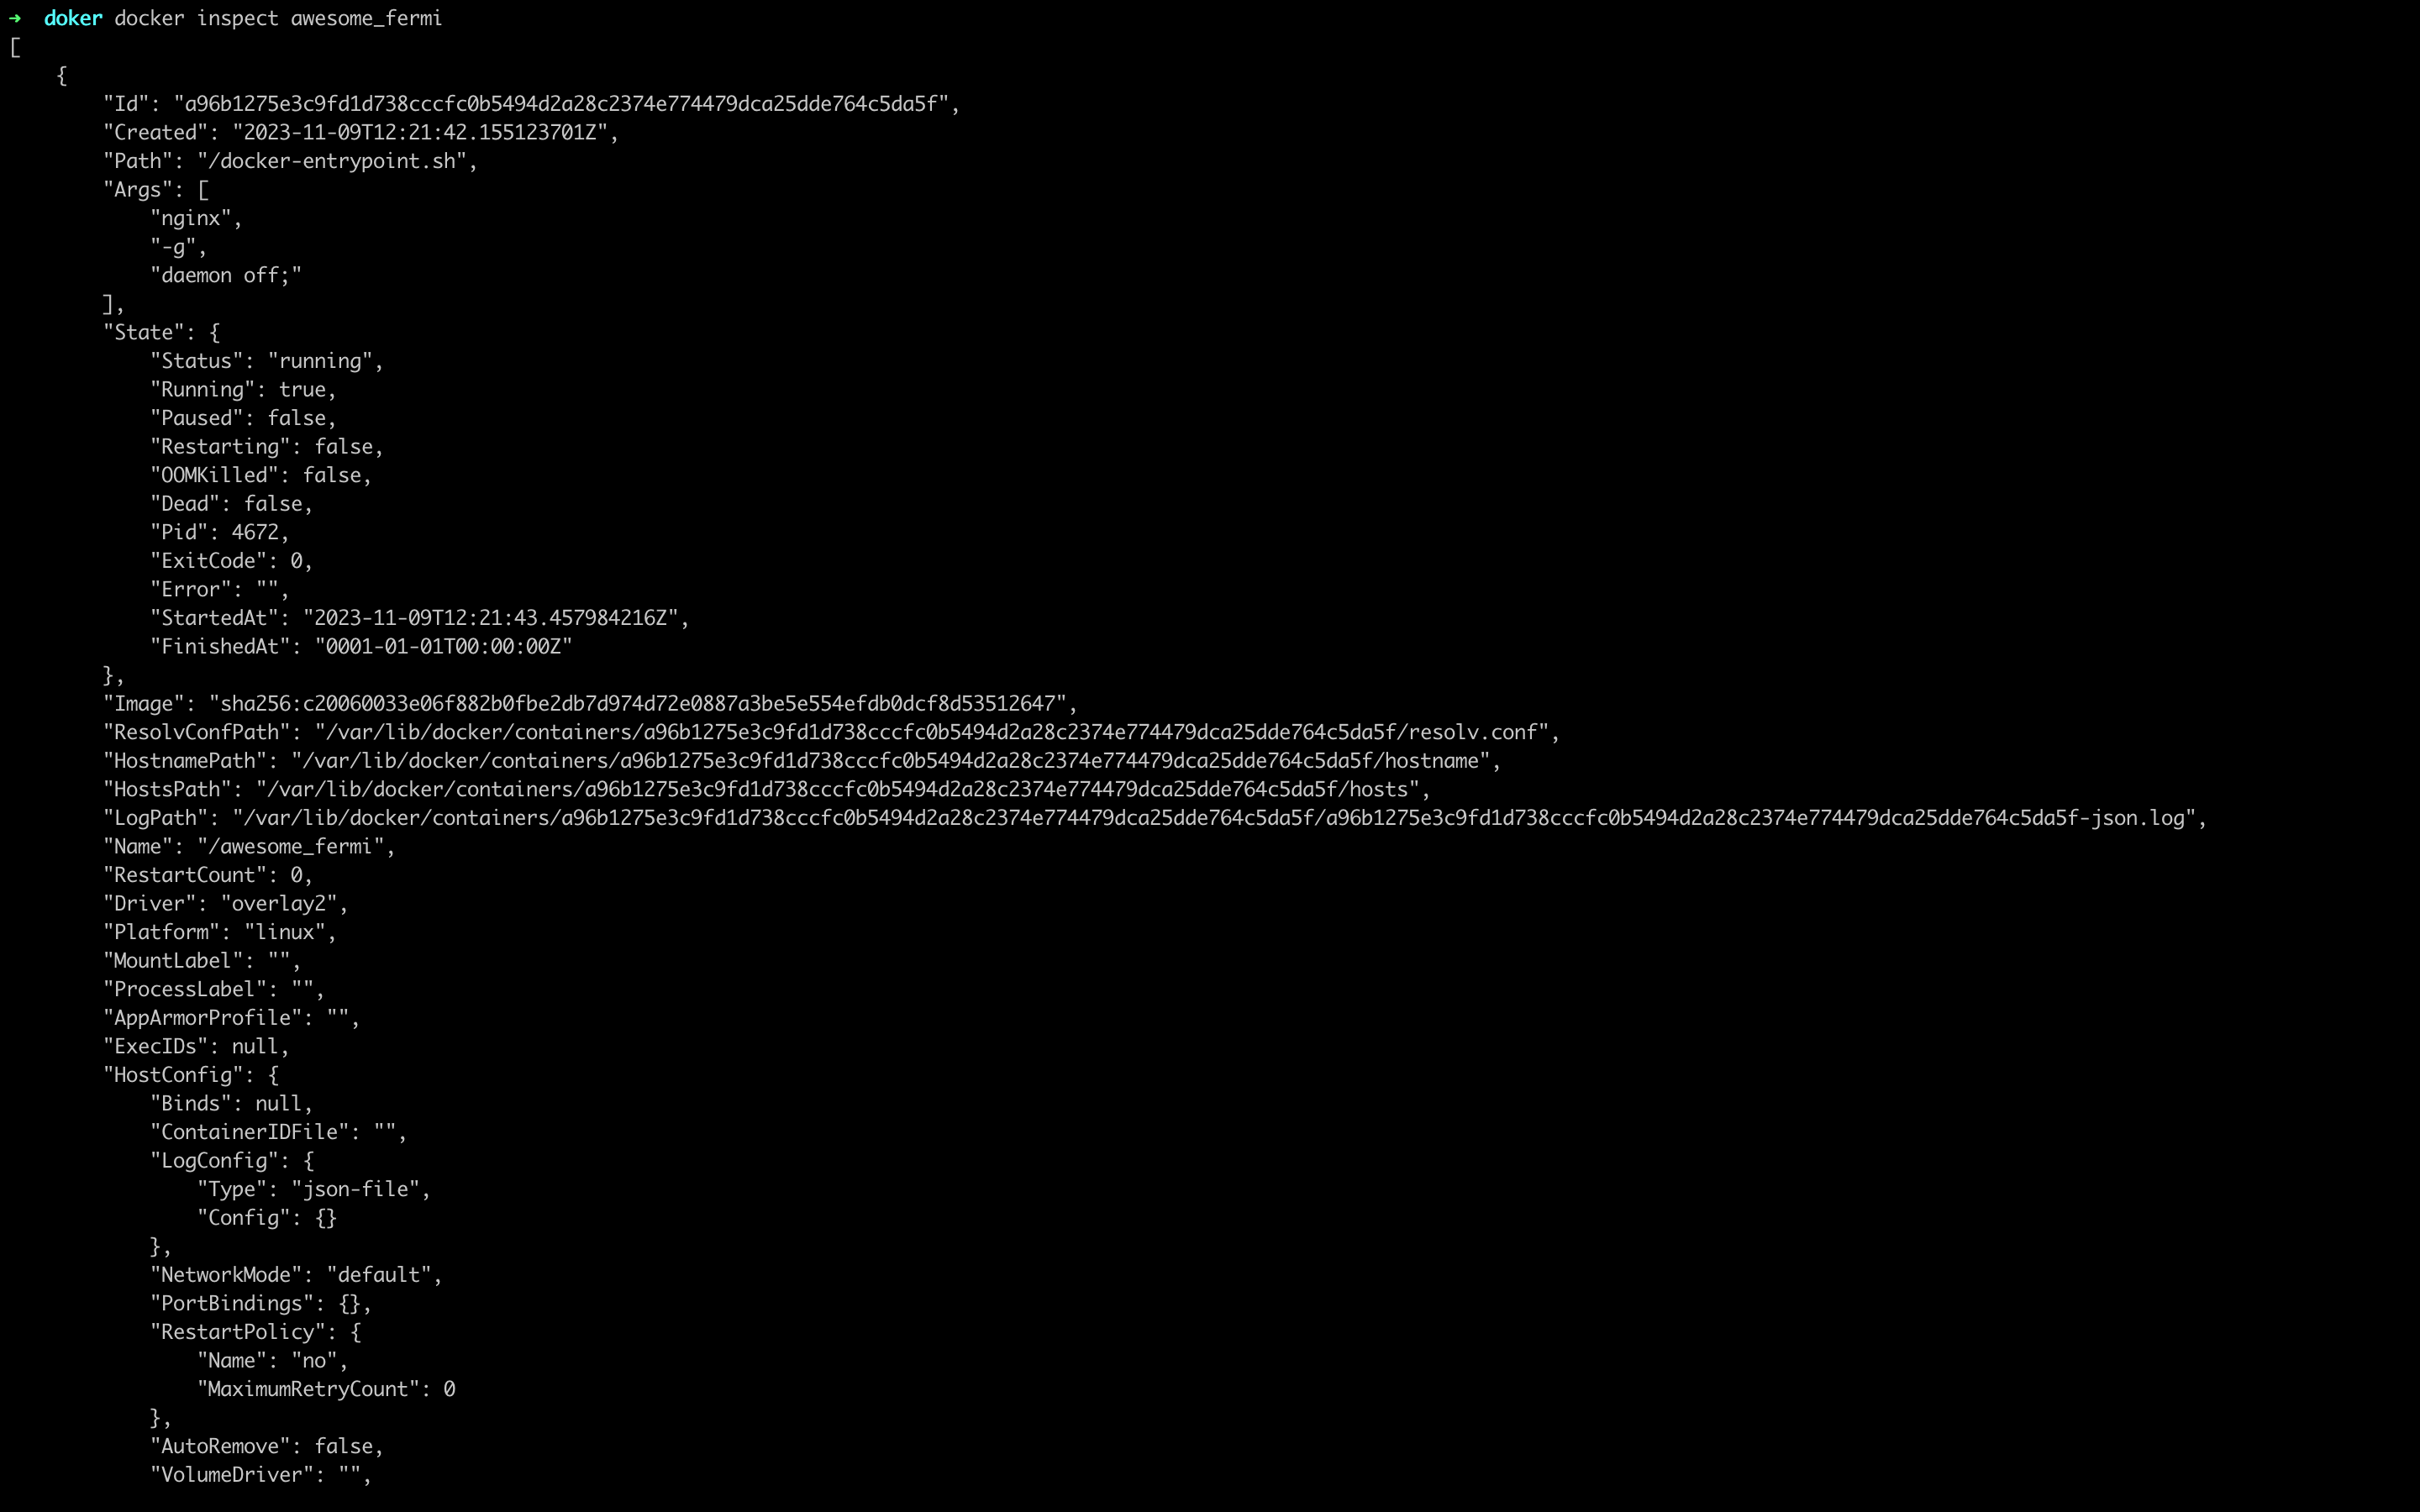 ➜  doker docker inspect awesome_fermi
[
    {
        "Id": "a96b1275e3c9fd1d738cccfc0b5494d2a28c2374e774479dca25dde764c5da5f",
        "Created": "2023-11-09T12:21:42.155123701Z",
        "Path": "/docker-entrypoint.sh",
        "Args": [
            "nginx",
            "-g",
            "daemon off;"
        ],
        "State": {
            "Status": "running",
            "Running": true,
            "Paused": false,
            "Restarting": false,
            "OOMKilled": false,
            "Dead": false,
            "Pid": 4672,
            "ExitCode": 0,
            "Error": "",
            "StartedAt": "2023-11-09T12:21:43.457984216Z",
            "FinishedAt": "0001-01-01T00:00:00Z"
        },
        "Image": "sha256:c20060033e06f882b0fbe2db7d974d72e0887a3be5e554efdb0dcf8d53512647",
        "ResolvConfPath": "/var/lib/docker/containers/a96b1275e3c9fd1d738cccfc0b5494d2a28c2374e774479dca25dde764c5da5f/resolv.conf",
        "HostnamePath": "/var/lib/docker/containers/a96b1275e3c9fd1d738cccfc0b5494d2a28c2374e774479dca25dde764c5da5f/hostname",
        "HostsPath": "/var/lib/docker/containers/a96b1275e3c9fd1d738cccfc0b5494d2a28c2374e774479dca25dde764c5da5f/hosts",
        "LogPath": "/var/lib/docker/containers/a96b1275e3c9fd1d738cccfc0b5494d2a28c2374e774479dca25dde764c5da5f/a96b1275e3c9fd1d738cccfc0b5494d2a28c2374e774479dca25dde764c5da5f-json.log",
        "Name": "/awesome_fermi",
        "RestartCount": 0,
        "Driver": "overlay2",
        "Platform": "linux",
        "MountLabel": "",
        "ProcessLabel": "",
        "AppArmorProfile": "",
        "ExecIDs": null,
        "HostConfig": {
            "Binds": null,
            "ContainerIDFile": "",
            "LogConfig": {
                "Type": "json-file",
                "Config": {}
            },
            "NetworkMode": "default",
            "PortBindings": {},
            "RestartPolicy": {
                "Name": "no",
                "MaximumRetryCount": 0
            },
            "AutoRemove": false,
            "VolumeDriver": "",